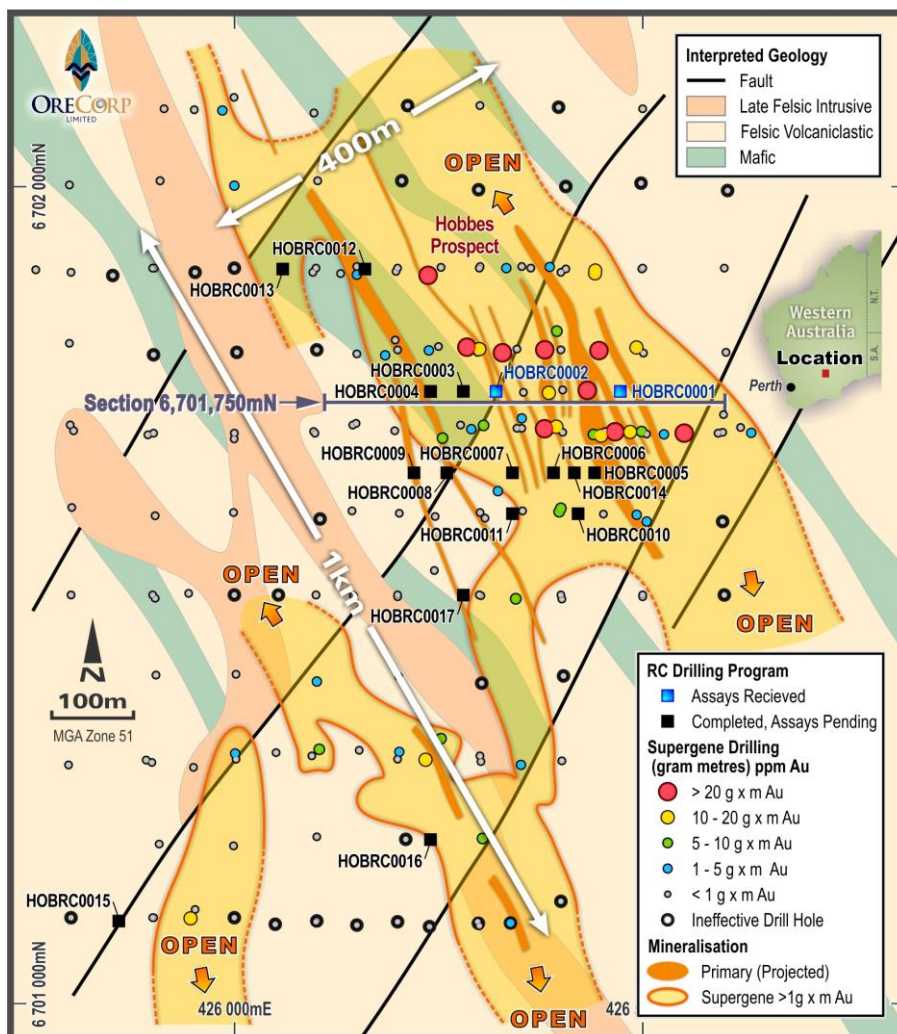 ORECORP
LIMITED
Interpreted Geology
Fault
Late Felsic Intrusive
Felsic Volcaniclastic
Mafic
6 702 000mN
400m
OPEN
Hobbes
Prospect
HOBRC0012
HOBRC0013
N.T.
S.A.
Western
Australia
Location
Perth
HOBRC0003
HOBRC0002
HOBRC0004
HOBRC0001
Section 6,701,750mN
HOBRC0009
HOBRC0007
HOBRC0006
HOBRC0005
HOBRC0008
HOBRC0014
HOBRC0011
HOBRC0010
1km
OPEN
HOBRC0017
OPEN
N
100m
MGA Zone 51
RC Drilling Program
Assays Recieved
Completed, Assays Pending
Supergene Drilling
(gram metres) ppm Au
> 20 g x m Au
10 - 20 g x m Au
5 - 10 g x m Au
1 - 5 g x m Au
< 1 g x m Au
Ineffective Drill Hole
Mineralisation
Primary (Projected)
Supergene >1g x m Au
HOBRC0016
HOBRC0015
OPEN
OPEN
6 701 000mN
426 000mE
426